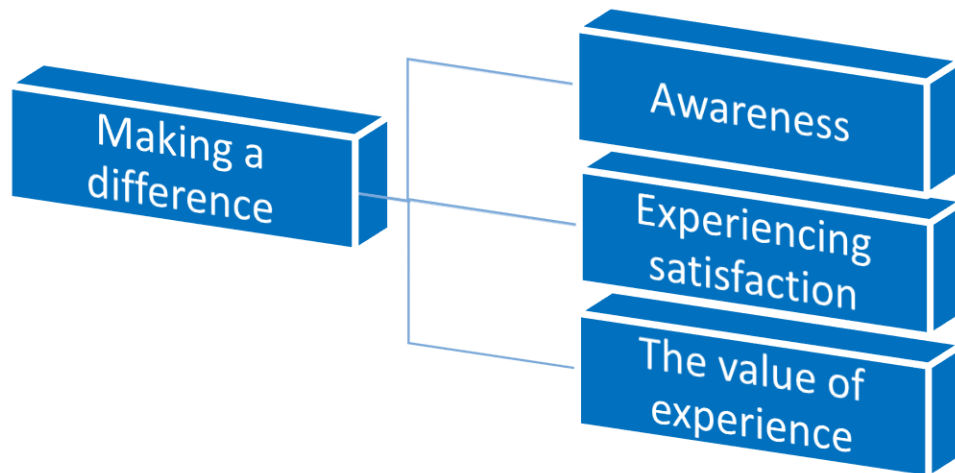 Making a
difference
Awareness
Experiencing
satisfaction
The value of
experience